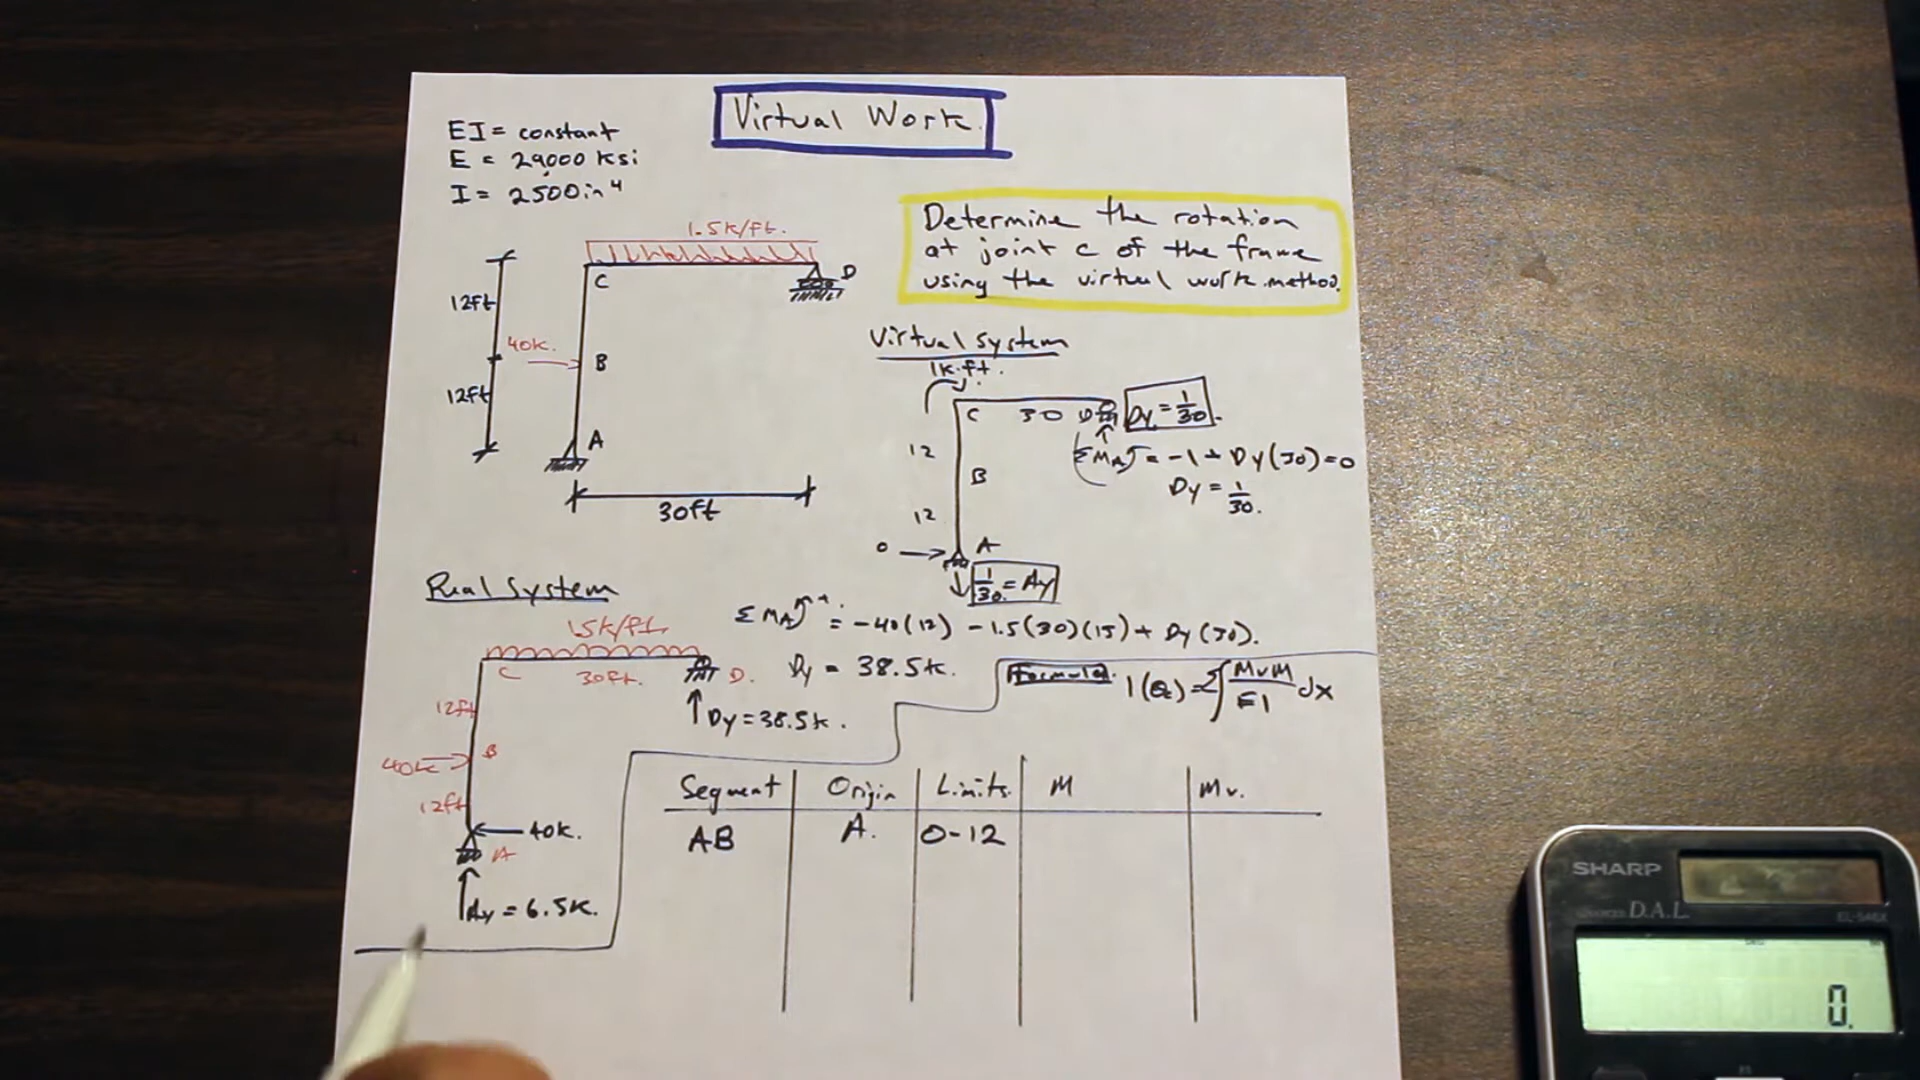 Virtual Work.
EI = constant
E = 29000 ksi
I = 2500in⁴
Determine the rotation
at joint c of the frame
using the virtual work method.
1.5k/ft.
C
D
12ft
40k.
B
12ft
A
30ft
Virtual System
1k.ft.
C
30
D
Dy = 1/30.
12
B
ΣMA = -1 + Dy(30) = 0
Dy = 1/30.
12
0
A
1/30. = Ay
Real System
1.5k/ft.
ΣMA + = -40(12) - 1.5(30)(15) + Dy(30).
C
30ft.
D.
Dy = 38.5k.
12ft
Dy = 38.5k.
40k
B
12ft
40k.
A
Ay = 6.5k.
Formula. 1(θc) = Σ∫ MvM/EI dx
Segment Origin Limits. M Mv.
AB A. 0-12
SHARP
D.A.L.
0.